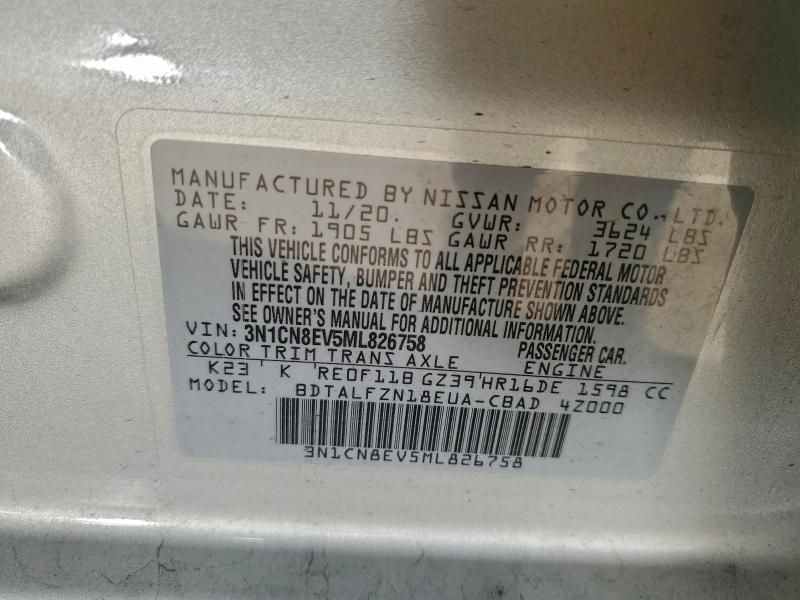 MANUFACTURED BY NISSAN MOTOR CO., LTD.
DATE: 11/20. GVWR: 3624 LBS
GAWR FR: 1905 LBS GAWR RR: 1720 LBS
THIS VEHICLE CONFORMS TO ALL APPLICABLE FEDERAL MOTOR
VEHICLE SAFETY, BUMPER AND THEFT PREVENTION STANDARDS
IN EFFECT ON THE DATE OF MANUFACTURE SHOWN ABOVE.
SEE OWNER'S MANUAL FOR ADDITIONAL INFORMATION.
VIN: 3N1CN8EV5ML826758 PASSENGER CAR.
COLOR TRIM TRANS AXLE ENGINE
K23' K RE0F11B GZ39'HR16DE 1598 CC
MODEL: BDTALFZN18EUA-CBAD 4Z000
3N1CN8EV5ML826758